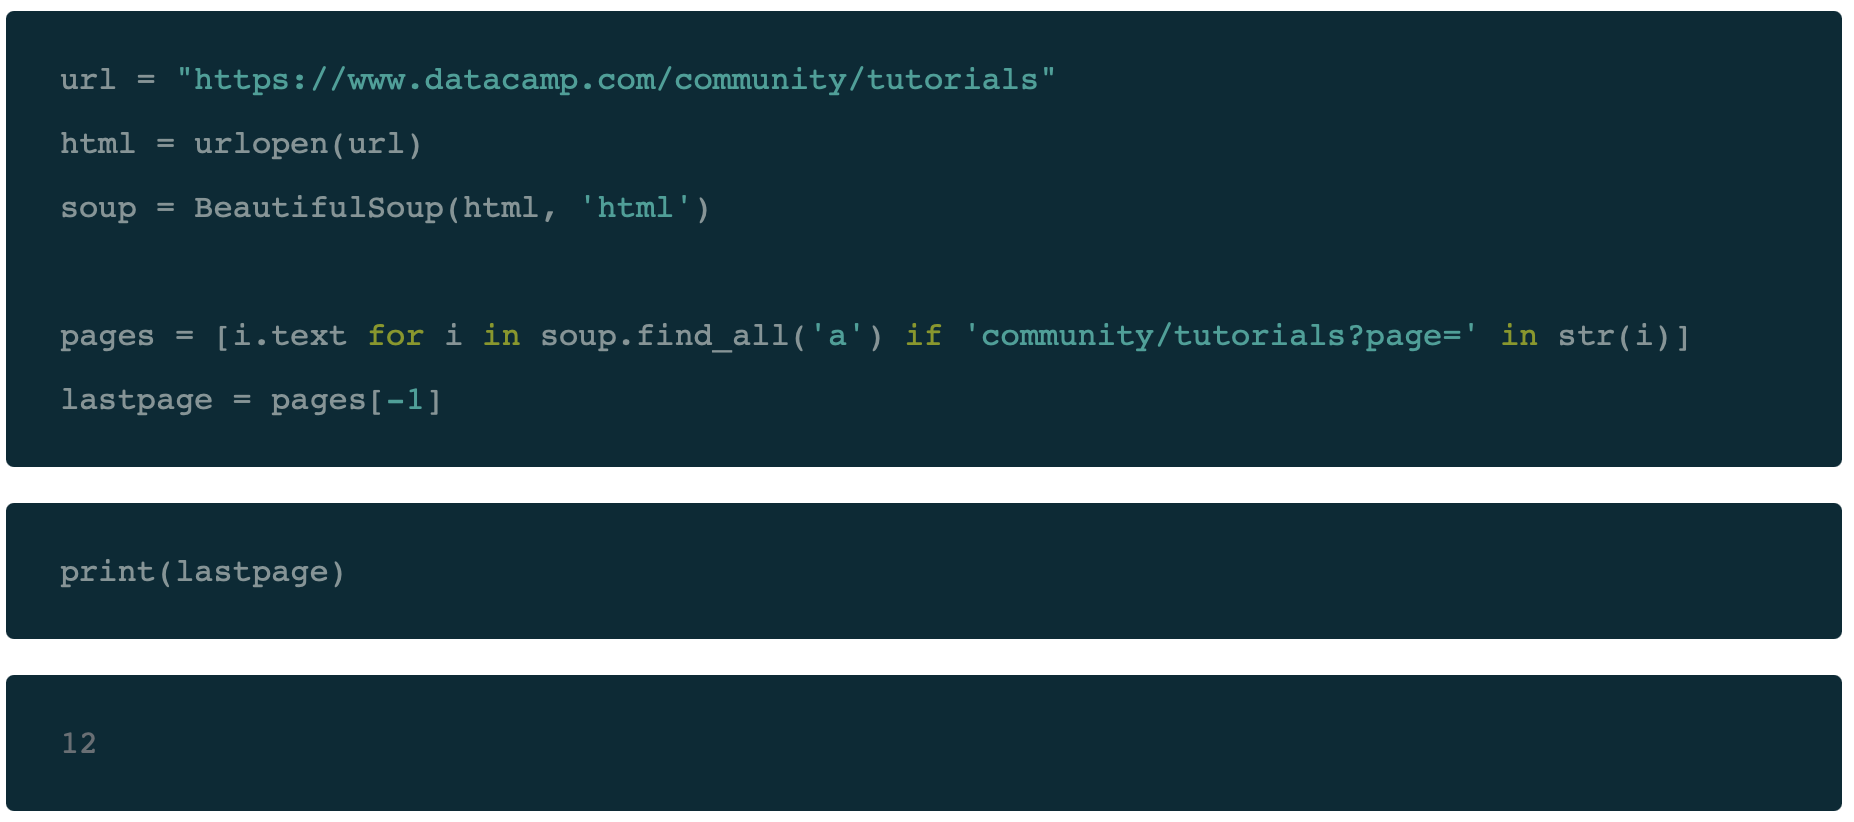 url = "https://www.datacamp.com/community/tutorials"
html = urlopen(url)
soup = BeautifulSoup(html, 'html')
pages = [i.text for i in soup.find_all('a') if 'community/tutorials?page=' in str(i)]
lastpage = pages[-1]
print(lastpage)
12